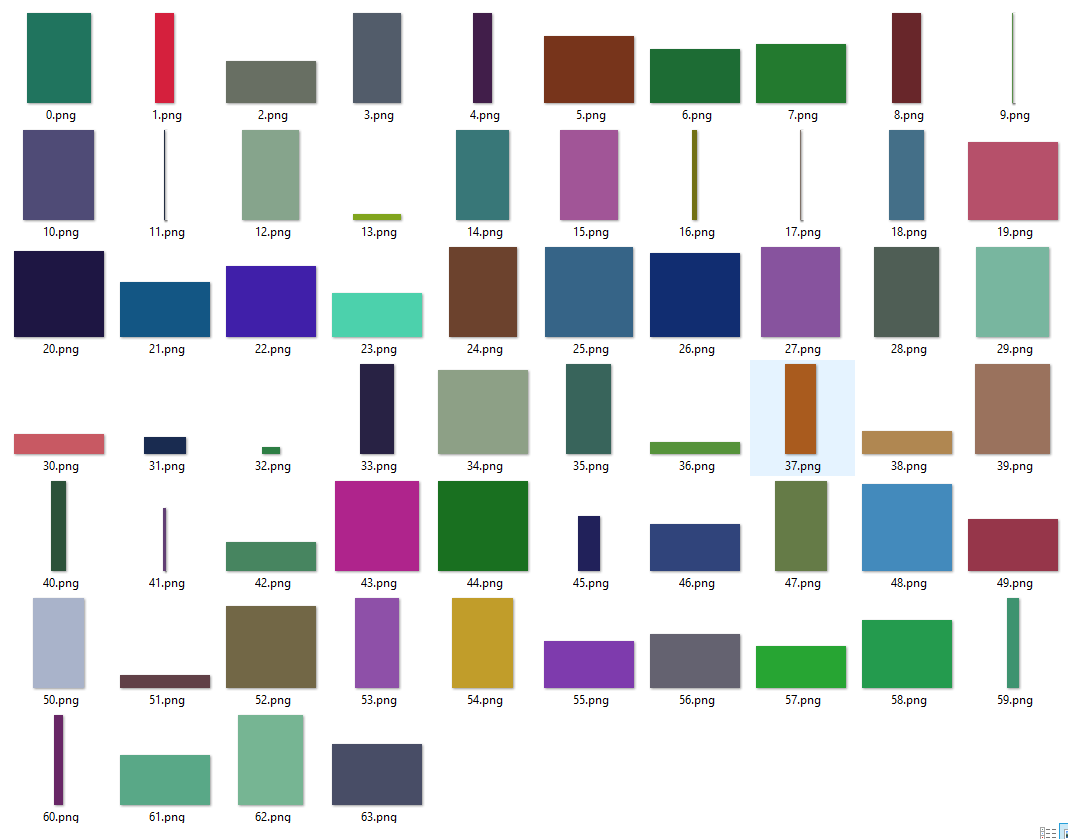 0.png 1.png 2.png 3.png 4.png 5.png 6.png 7.png 8.png 9.png
10.png 11.png 12.png 13.png 14.png 15.png 16.png 17.png 18.png 19.png
20.png 21.png 22.png 23.png 24.png 25.png 26.png 27.png 28.png 29.png
30.png 31.png 32.png 33.png 34.png 35.png 36.png 37.png 38.png 39.png
40.png 41.png 42.png 43.png 44.png 45.png 46.png 47.png 48.png 49.png
50.png 51.png 52.png 53.png 54.png 55.png 56.png 57.png 58.png 59.png
60.png 61.png 62.png 63.png